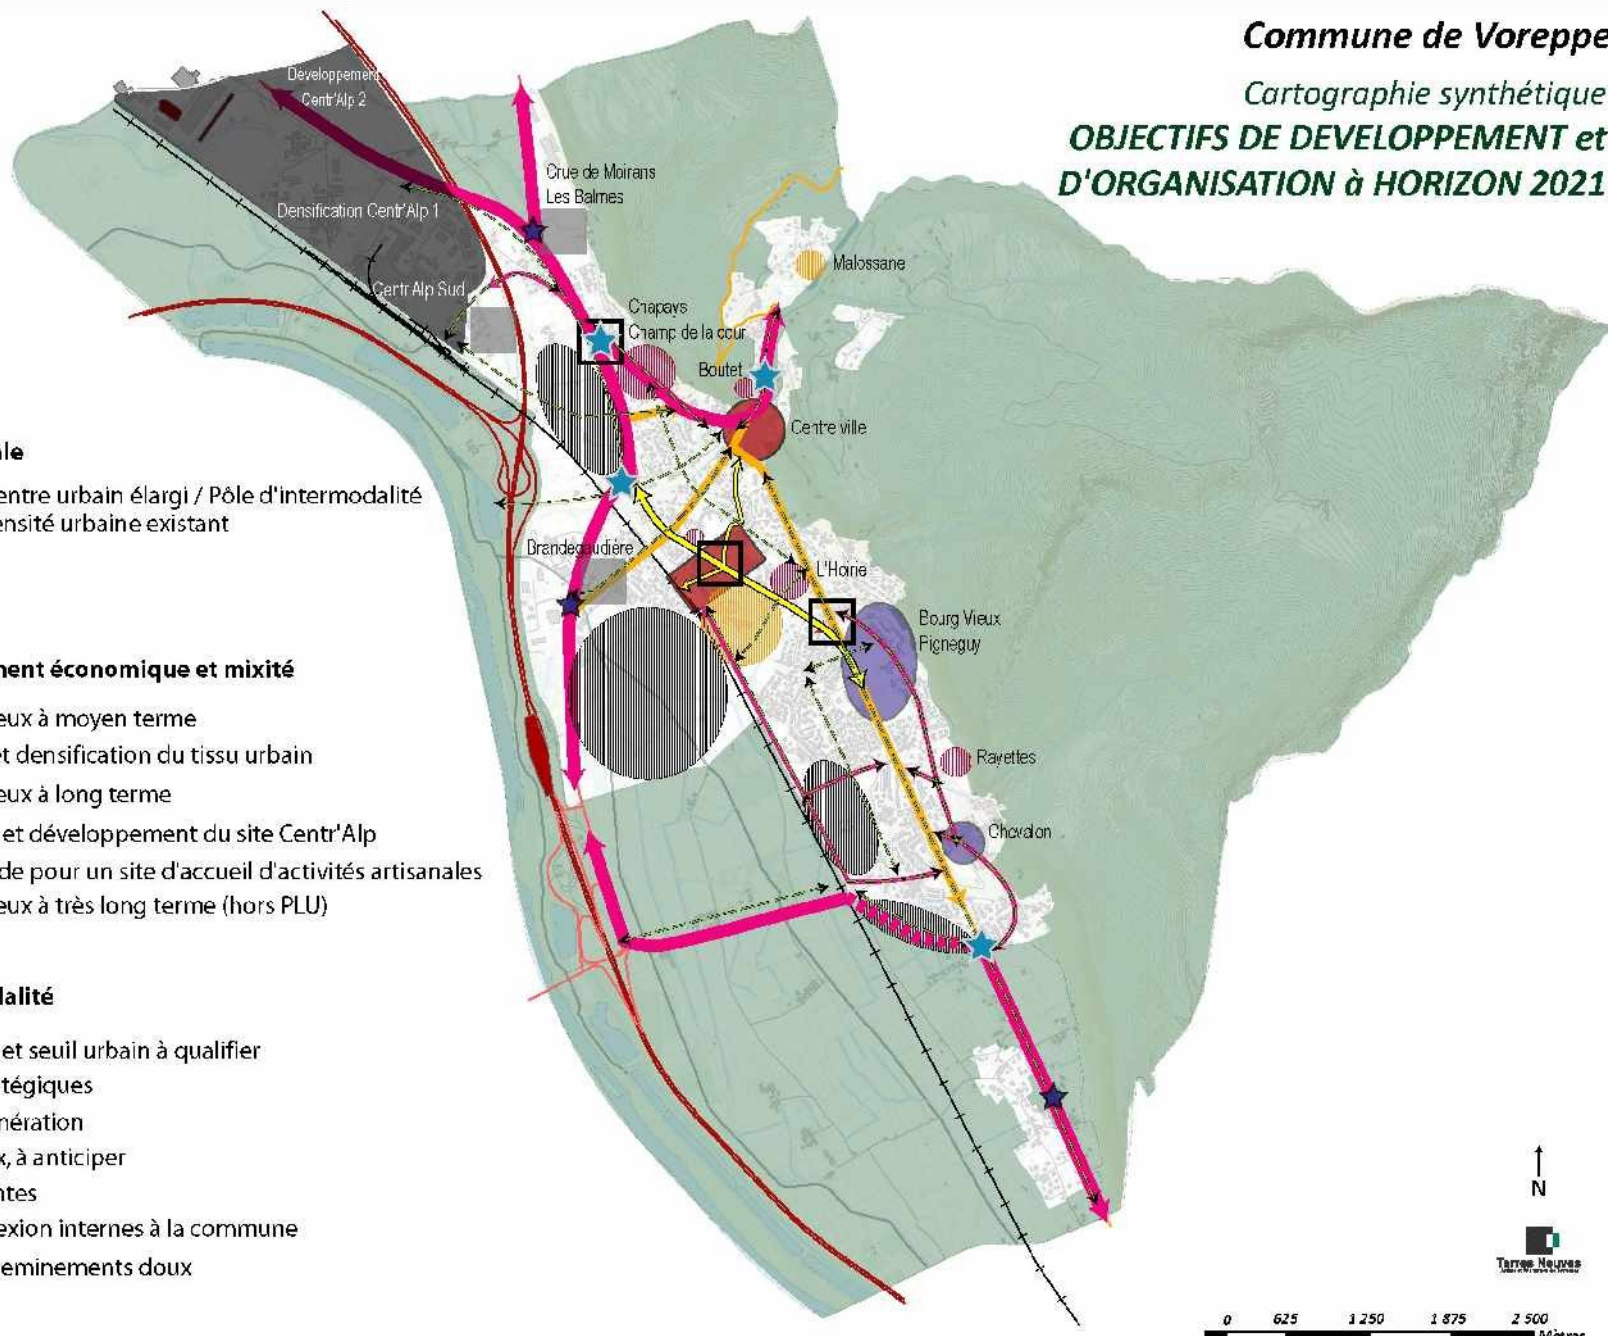 Commune de Voreppe
Cartographie synthétique
OBJECTIFS DE DEVELOPPEMENT et
D'ORGANISATION à HORIZON 2021
Développement
Centr'Alp 2
Densification Centr'Alp 1
Centr'Alp Sud
Crue de Moirans
Les Balmes
Malossane
Chapays
Champ de la cour
Boutet
Centre ville
Brandegaudière
L'Hoirie
Bourg Vieux
Pigneguy
Rayettes
Chevalon
ale
entre urbain élargi / Pôle d'intermodalité
ensité urbaine existant
ment économique et mixité
eux à moyen terme
et densification du tissu urbain
eux à long terme
et développement du site Centr'Alp
de pour un site d'accueil d'activités artisanales
eux à très long terme (hors PLU)
dalité
et seuil urbain à qualifier
tégiques
nération
x, à anticiper
ntes
exion internes à la commune
eminements doux
N
Terres Neuves
0 625 1 250 1 875 2 500
Mètres